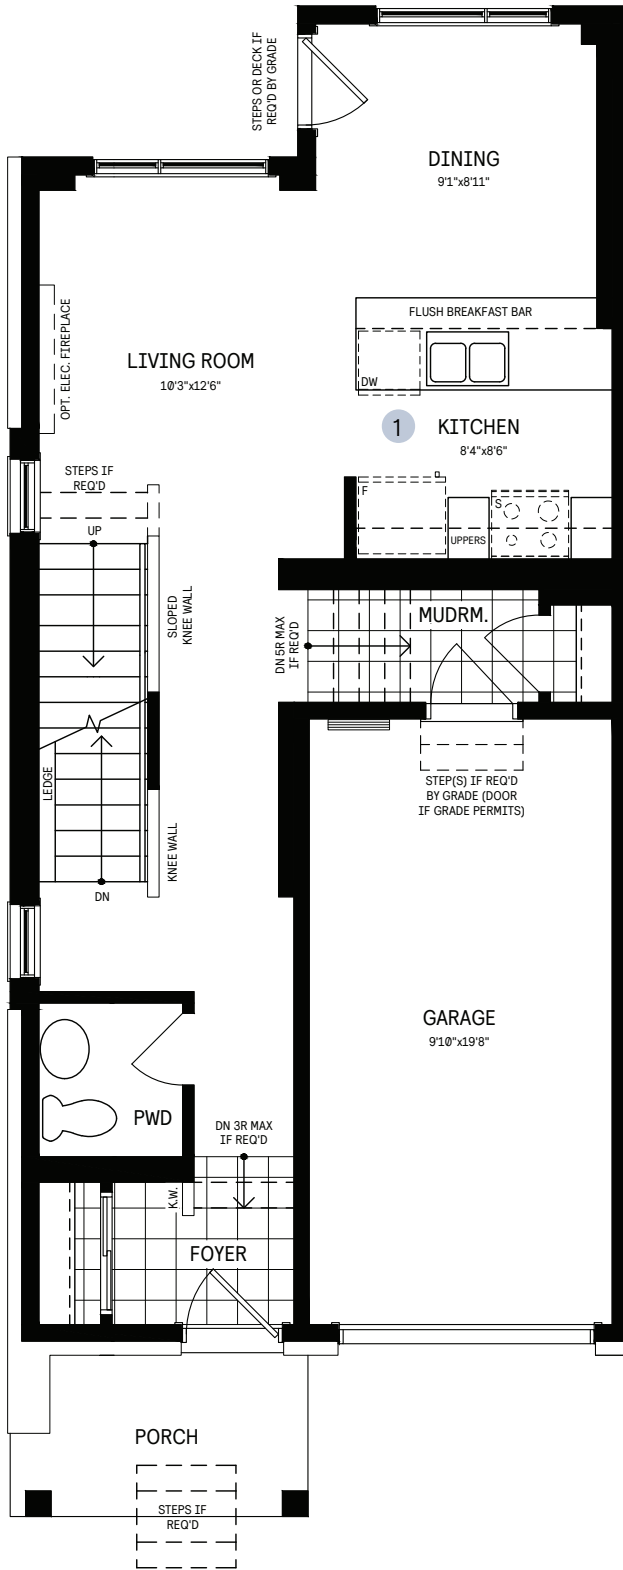 STEPS OR DECK IF
REQ'D BY GRADE
DINING
9'1"x8'11"
FLUSH BREAKFAST BAR
OPT. ELEC. FIREPLACE
LIVING ROOM
10'3"x12'6"
DW
1
KITCHEN
8'4"x8'6"
STEPS IF
REQ'D
F
S
UP
UPPERS
SLOPED
KNEE WALL
DN 5R MAX
IF REQ'D
MUDRM.
LEDGE
STEP(S) IF REQ'D
BY GRADE (DOOR
IF GRADE PERMITS)
KNEE WALL
DN
GARAGE
9'10"x19'8"
PWD
DN 3R MAX
IF REQ'D
K.W.
FOYER
PORCH
STEPS IF
REQ'D